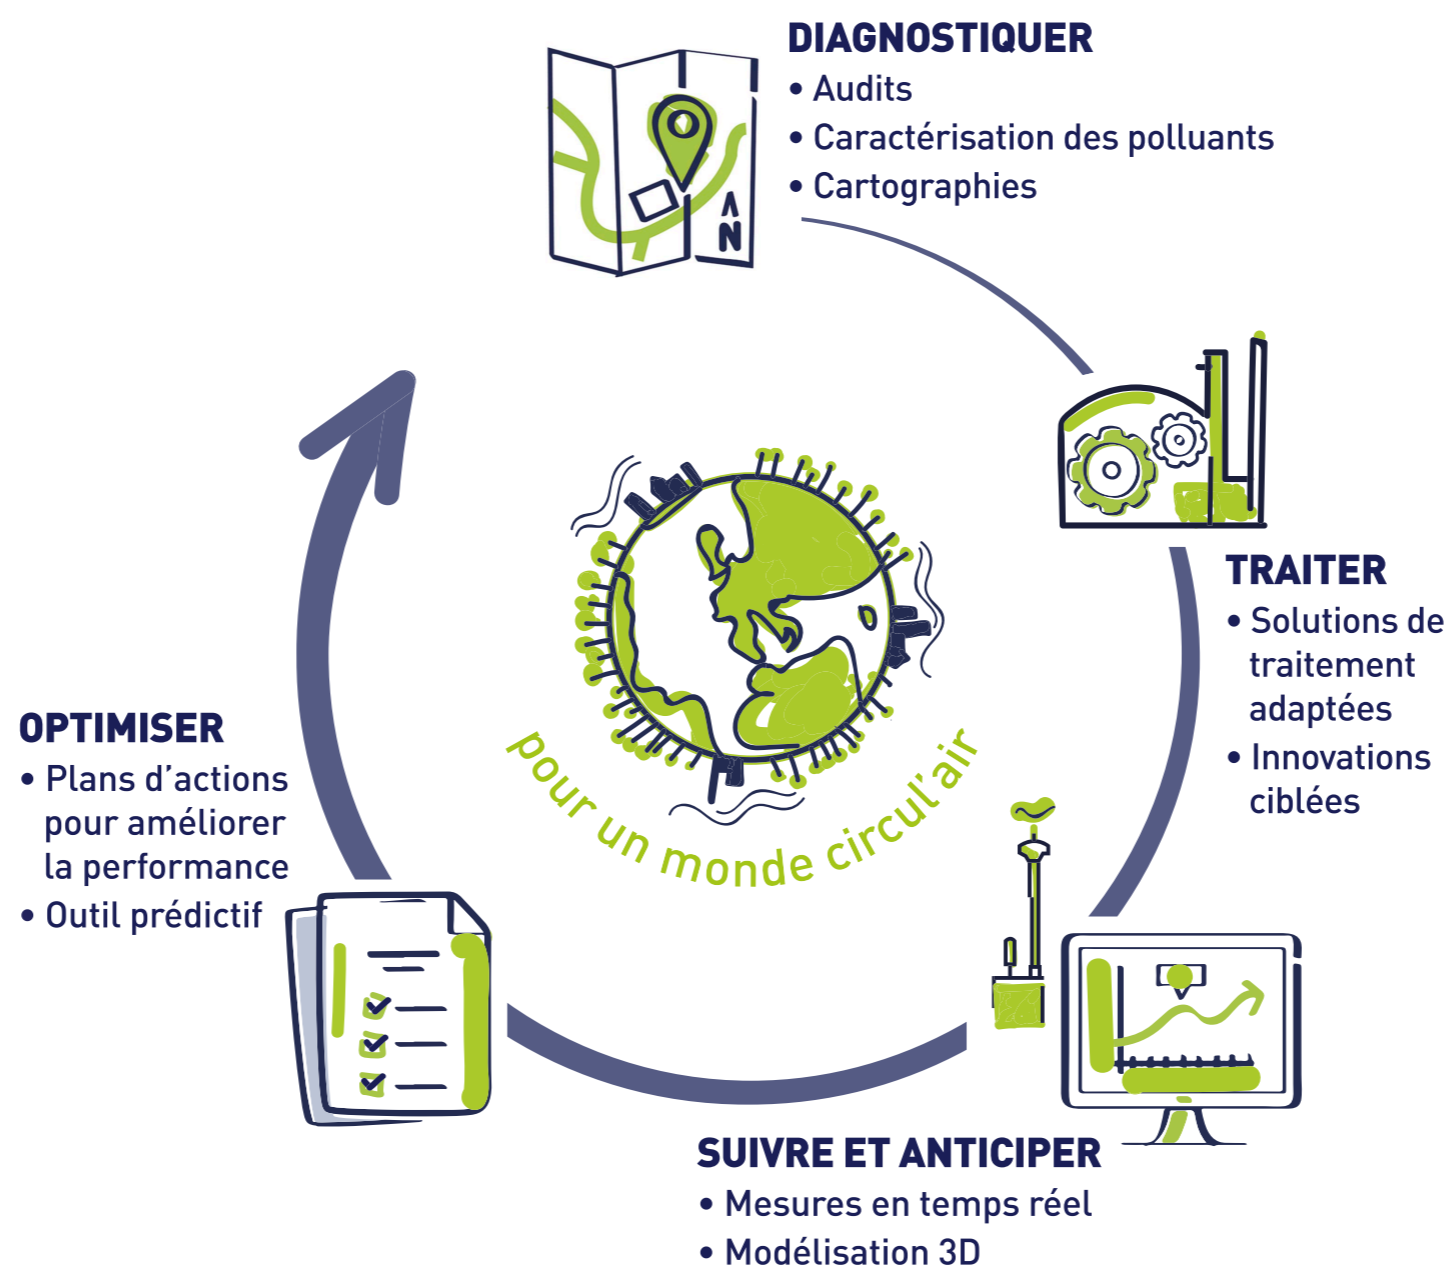 DIAGNOSTIQUER
• Audits
• Caractérisation des polluants
• Cartographies
N
TRAITER
• Solutions de
traitement
adaptées
• Innovations
ciblées
pour un monde circul'air
OPTIMISER
• Plans d'actions
pour améliorer
la performance
• Outil prédictif
SUIVRE ET ANTICIPER
• Mesures en temps réel
• Modélisation 3D